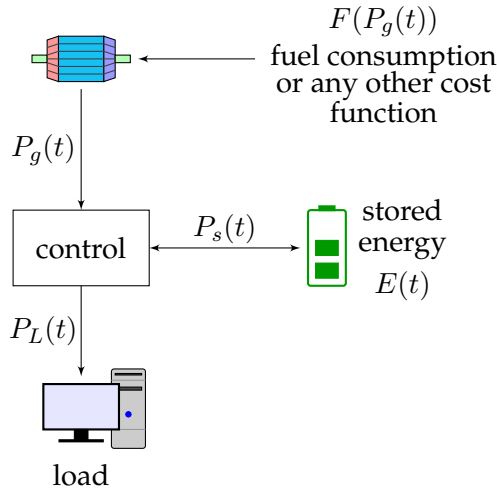 F(P_g(t))
fuel consumption
or any other cost
function
P_g(t)
control
P_s(t)
stored
energy
E(t)
P_L(t)
load